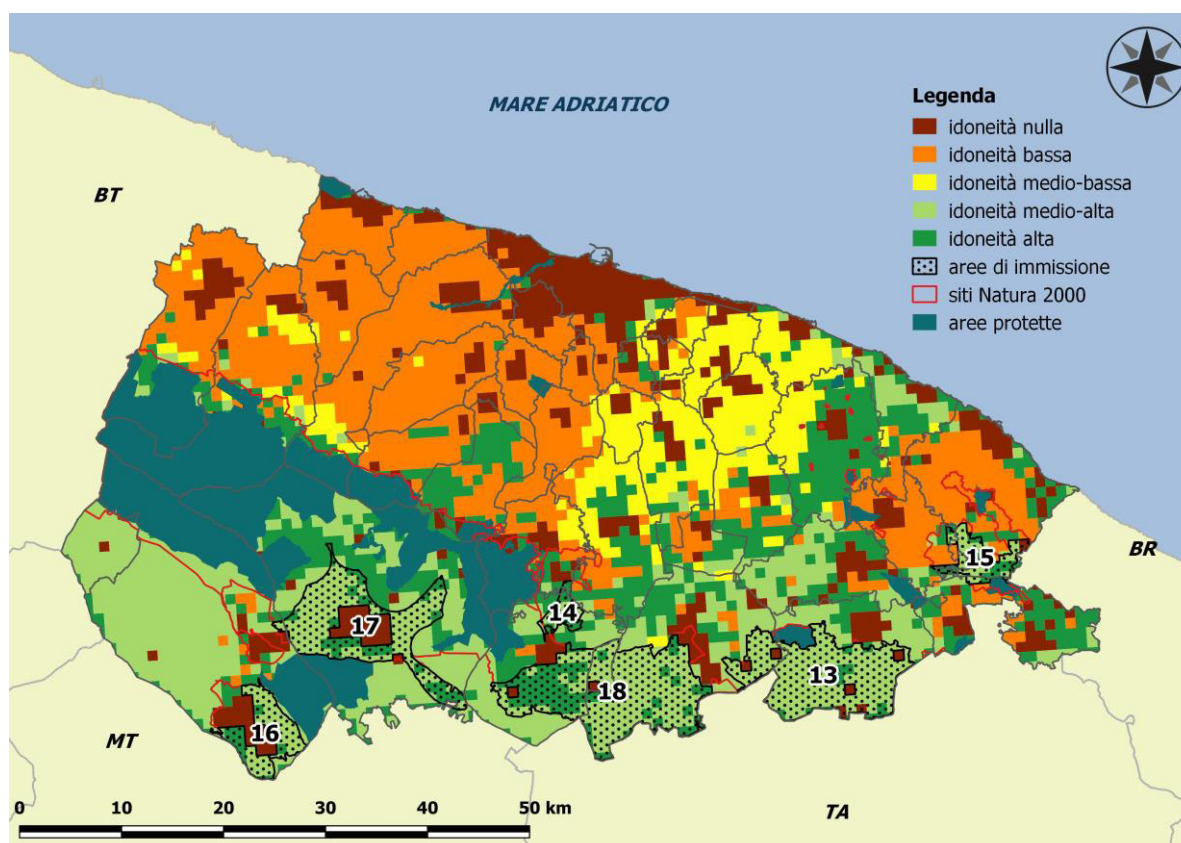 MARE ADRIATICO
Legenda
idoneità nulla
idoneità bassa
idoneità medio-bassa
idoneità medio-alta
idoneità alta
aree di immissione
siti Natura 2000
aree protette
BT
BR
15
14
17
13
18
16
MT
TA
0 10 20 30 40 50 km